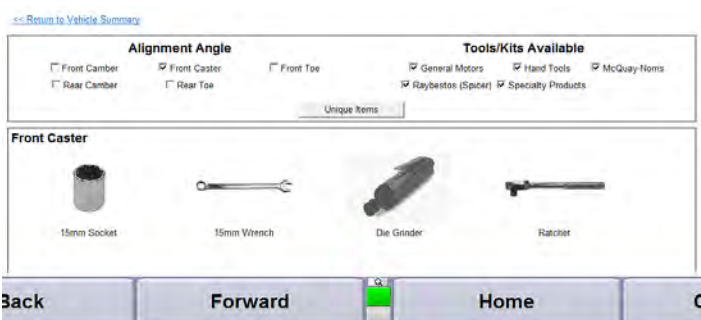 << Return to Vehicle Summary
Alignment Angle
Tools/Kits Available
Front Camber
Front Caster
Front Toe
General Motors
Hand Tools
McQuay-Norris
Rear Camber
Rear Toe
Raybestos (Spicer)
Specialty Products
Unique Items
Front Caster
15mm Socket
15mm Wrench
Die Grinder
Ratchet
Back
Forward
Home